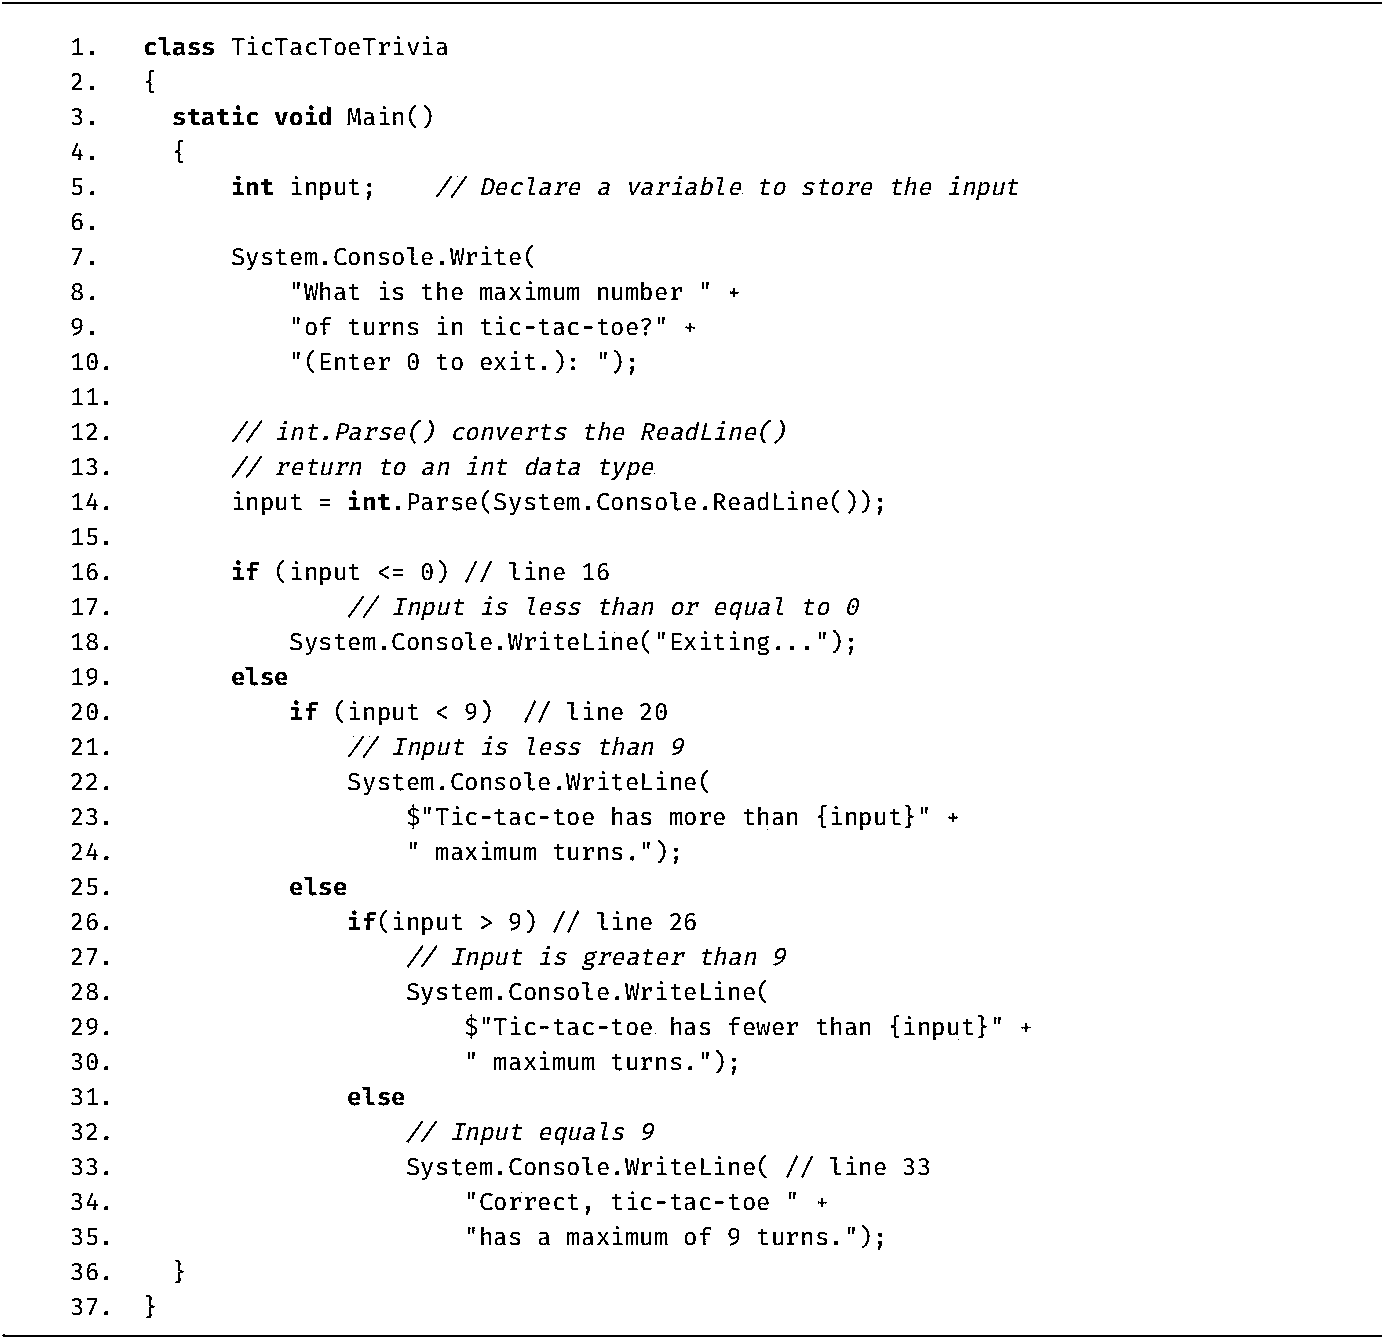 1. class TicTacToeTrivia
2. {
3. static void Main()
4. {
5. int input; // Declare a variable to store the input
6.
7. System.Console.Write(
8. "What is the maximum number " +
9. "of turns in tic-tac-toe?" +
10. "(Enter 0 to exit.): ");
11.
12. // int.Parse() converts the ReadLine()
13. // return to an int data type
14. input = int.Parse(System.Console.ReadLine());
15.
16. if (input <= 0) // line 16
17. // Input is less than or equal to 0
18. System.Console.WriteLine("Exiting...");
19. else
20. if (input < 9) // line 20
21. // Input is less than 9
22. System.Console.WriteLine(
23. $"Tic-tac-toe has more than {input}" +
24. " maximum turns.");
25. else
26. if(input > 9) // line 26
27. // Input is greater than 9
28. System.Console.WriteLine(
29. $"Tic-tac-toe has fewer than {input}" +
30. " maximum turns.");
31. else
32. // Input equals 9
33. System.Console.WriteLine( // line 33
34. "Correct, tic-tac-toe " +
35. "has a maximum of 9 turns.");
36. }
37. }